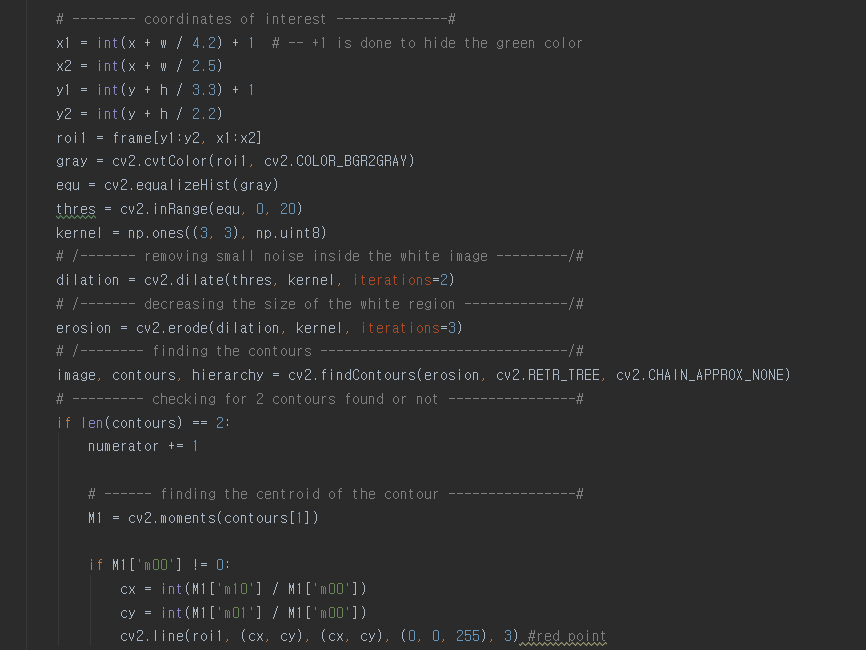 # -------- coordinates of interest --------------#
x1 = int(x + w / 4.2) + 1  # -- +1 is done to hide the green color
x2 = int(x + w / 2.5)
y1 = int(y + h / 3.3) + 1
y2 = int(y + h / 2.2)
roi1 = frame[y1:y2, x1:x2]
gray = cv2.cvtColor(roi1, cv2.COLOR_BGR2GRAY)
equ = cv2.equalizeHist(gray)
thres = cv2.inRange(equ, 0, 20)
kernel = np.ones((3, 3), np.uint8)
# /------- removing small noise inside the white image ---------/#
dilation = cv2.dilate(thres, kernel, iterations=2)
# /------- decreasing the size of the white region -------------/#
erosion = cv2.erode(dilation, kernel, iterations=3)
# /-------- finding the contours -------------------------------/#
image, contours, hierarchy = cv2.findContours(erosion, cv2.RETR_TREE, cv2.CHAIN_APPROX_NONE)
# --------- checking for 2 contours found or not ----------------#
if len(contours) == 2:
    numerator += 1
    # ------ finding the centroid of the contour ----------------#
    M1 = cv2.moments(contours[1])
    if M1['m00'] != 0:
        cx = int(M1['m10'] / M1['m00'])
        cy = int(M1['m01'] / M1['m00'])
        cv2.line(roi1, (cx, cy), (cx, cy), (0, 0, 255), 3) #red point